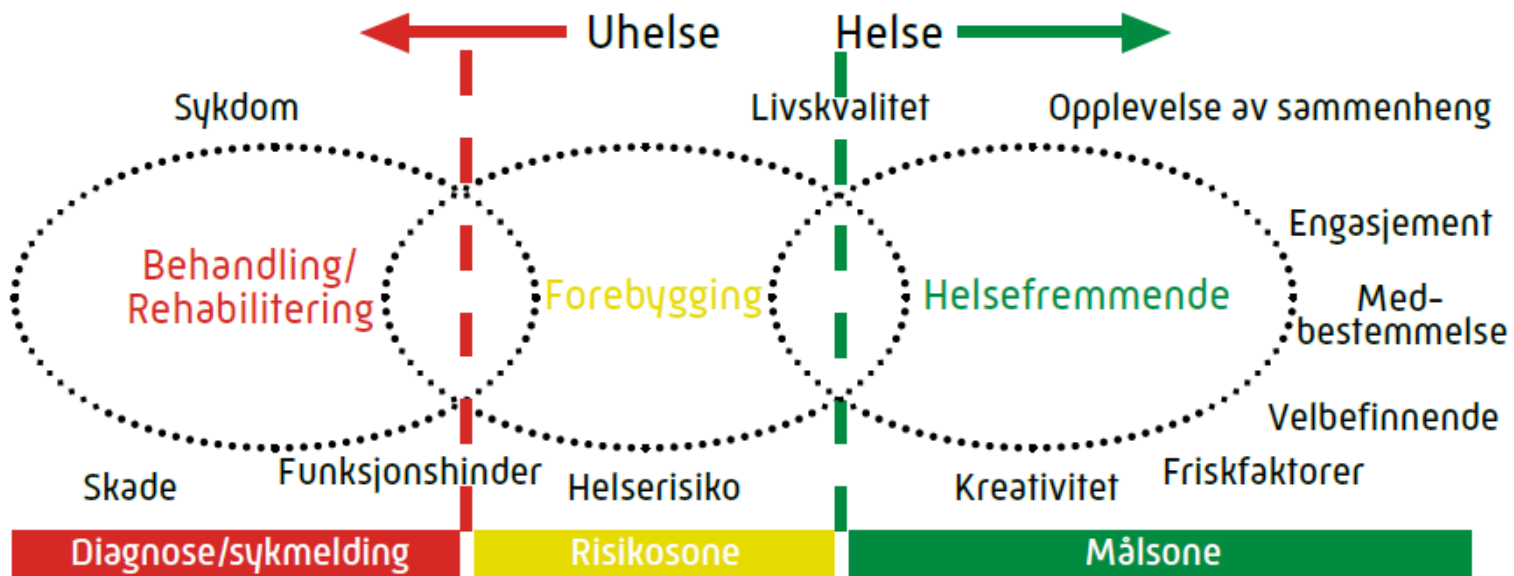 Uhelse
Helse
Sykdom
Livskvalitet
Opplevelse av sammenheng
Engasjement
Behandling/
Rehabilitering
Forebygging
Helsefremmende
Med-
bestemmelse
Velbefinnende
Skade
Funksjonshinder
Helserisiko
Kreativitet
Friskfaktorer
Diagnose/sykmelding
Risikosone
Målsone